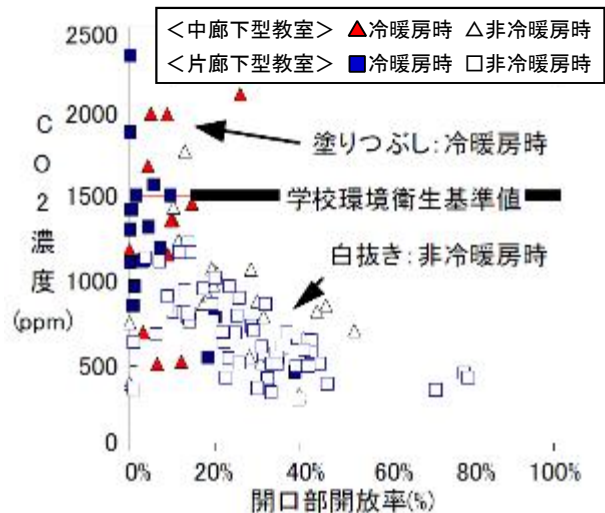 <中廊下型教室> ▲冷暖房時 △非冷暖房時
<片廊下型教室> ■冷暖房時 □非冷暖房時
2500
2000
1500
1000
500
0
CO2濃度
(ppm)
塗りつぶし:冷暖房時
学校環境衛生基準値
白抜き:非冷暖房時
0% 20% 40% 60% 80% 100%
開口部開放率(%)